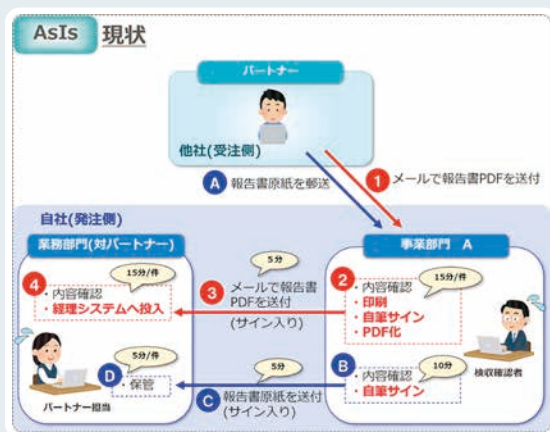 AsIs 現状
パートナー
他社(受注側)
A 報告書原紙を郵送
1 メールで報告書PDFを送付
自社(発注側)
業務部門(対パートナー)
事業部門 A
4
15分/件
・内容確認
・経理システムへ投入
5分
3 メールで報告書
PDFを送付
(サイン入り)
2
15分/件
・内容確認
・印刷
・自筆サイン
・PDF化
検収確認者
5分/件
D ・保管
パートナー担当
5分
C 報告書原紙を送付
(サイン入り)
B
10分
・内容確認
・自筆サイン